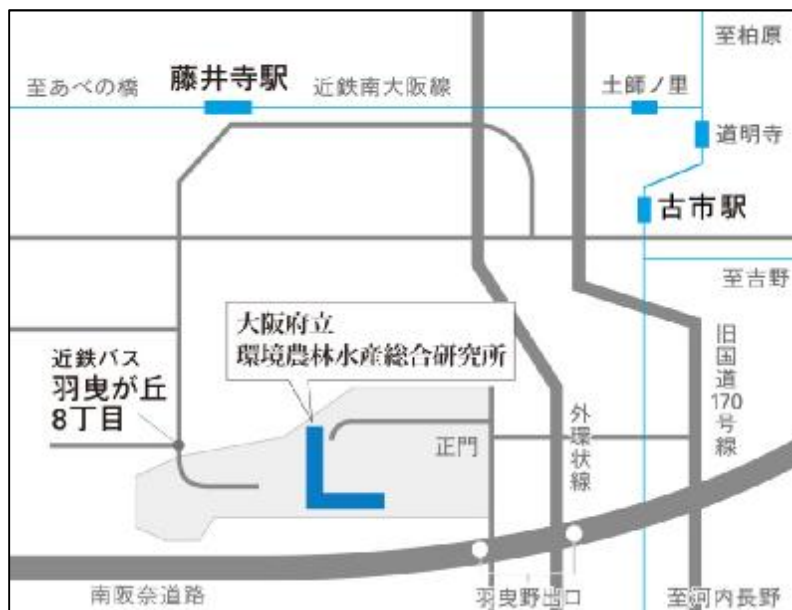 至柏原
藤井寺駅
至あべの橋
近鉄南大阪線
土師ノ里
道明寺
古市駅
至吉野
大阪府立
環境農林水産総合研究所
近鉄バス
羽曳が丘
8丁目
旧国道170号線
外環状線
正門
南阪奈道路
羽曳野出口
至河内長野